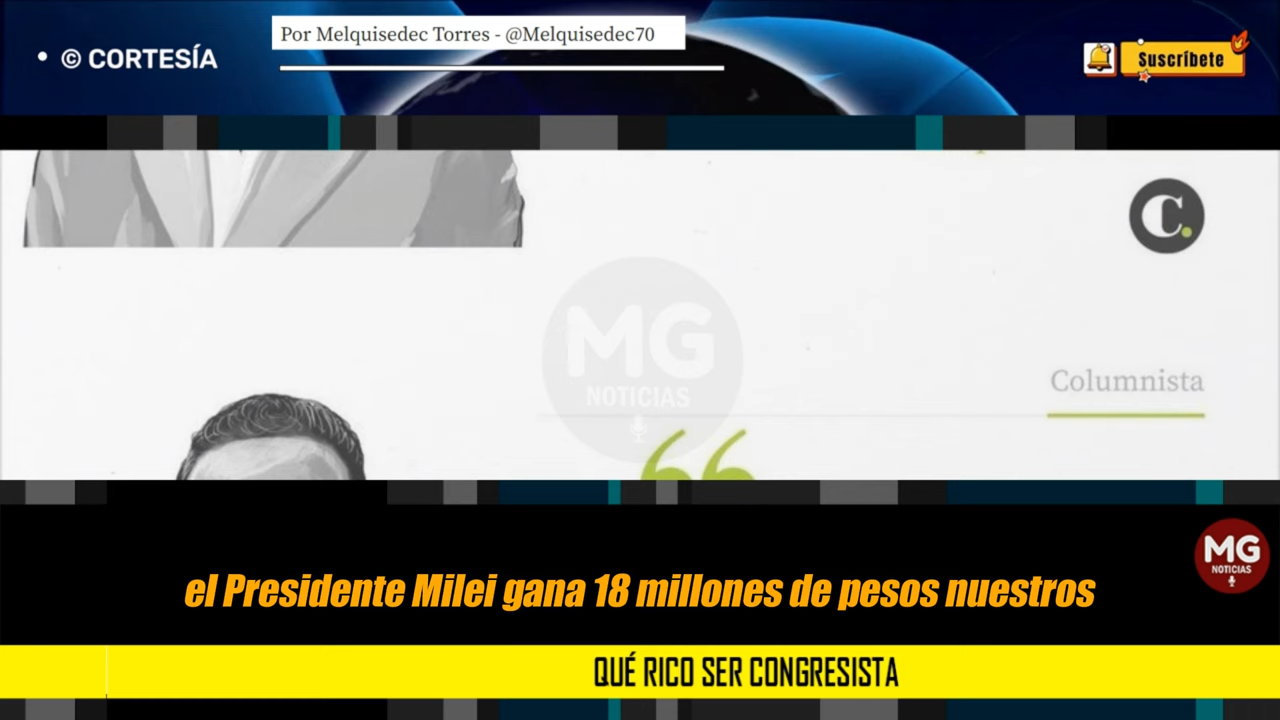 © CORTESÍA
Por Melquisedec Torres - @Melquisedec70
Suscríbete
C.
MG
NOTICIAS
Columnista
“
el Presidente Milei gana 18 millones de pesos nuestros
MG
NOTICIAS
QUÉ RICO SER CONGRESISTA